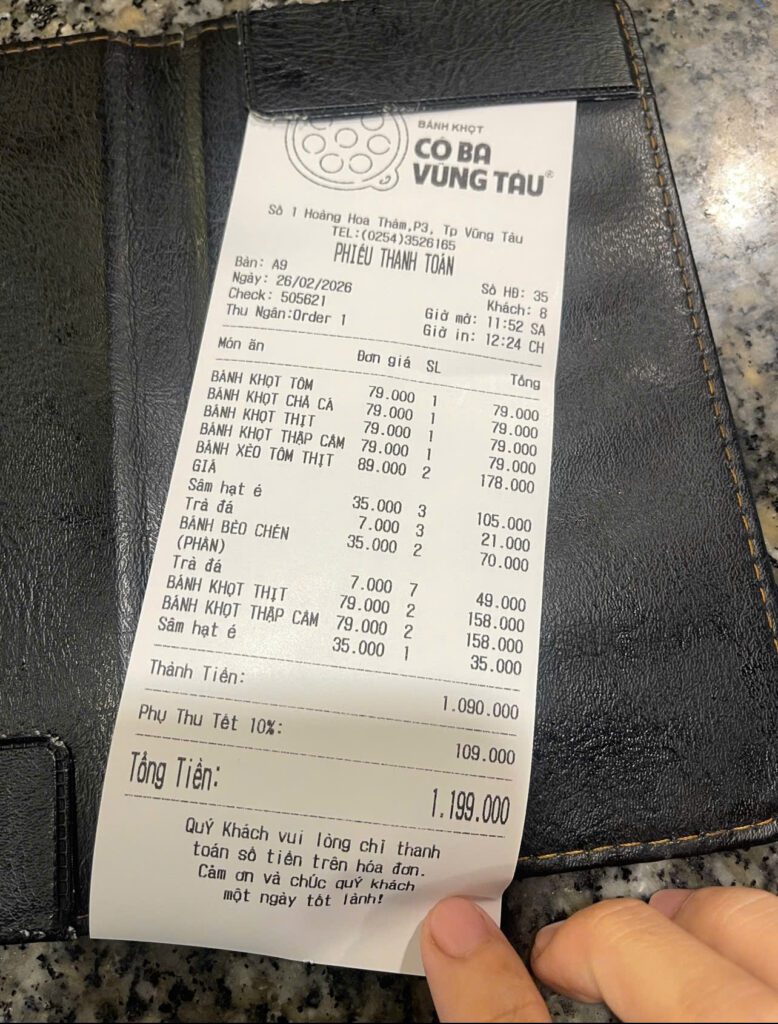 BÁNH KHỌT
CÔ BA
VŨNG TÀU®
Số 1 Hoàng Hoa Thám,P3, Tp Vũng Tàu
TEL:(0254)3526165
PHIẾU THANH TOÁN
Bàn: A9 Số HĐ: 35
Ngày: 26/02/2026 Khách: 8
Check: 505621 Giờ mở: 11:52 SA
Thu Ngân:Order 1 Giờ in: 12:24 CH
Món ăn Đơn giá SL Tổng
BÁNH KHỌT TÔM 79.000 1 79.000
BÁNH KHỌT CHẢ CÁ 79.000 1 79.000
BÁNH KHỌT THỊT 79.000 1 79.000
BÁNH KHỌT THẬP CẨM 79.000 1 79.000
BÁNH XÈO TÔM THỊT 89.000 2 178.000
GIÁ
Sâm hạt é 35.000 3 105.000
Trà đá 7.000 3 21.000
BÁNH BÈO CHÉN 35.000 2 70.000
(PHẦN)
Trà đá 7.000 7 49.000
BÁNH KHỌT THỊT 79.000 2 158.000
BÁNH KHỌT THẬP CẨM 79.000 2 158.000
Sâm hạt é 35.000 1 35.000
Thành Tiền: 1.090.000
Phụ Thu Tết 10%: 109.000
Tổng Tiền: 1.199.000
Quý Khách vui lòng chỉ thanh
toán số tiền trên hóa đơn.
Cảm ơn và chúc quý khách
một ngày tốt lành!